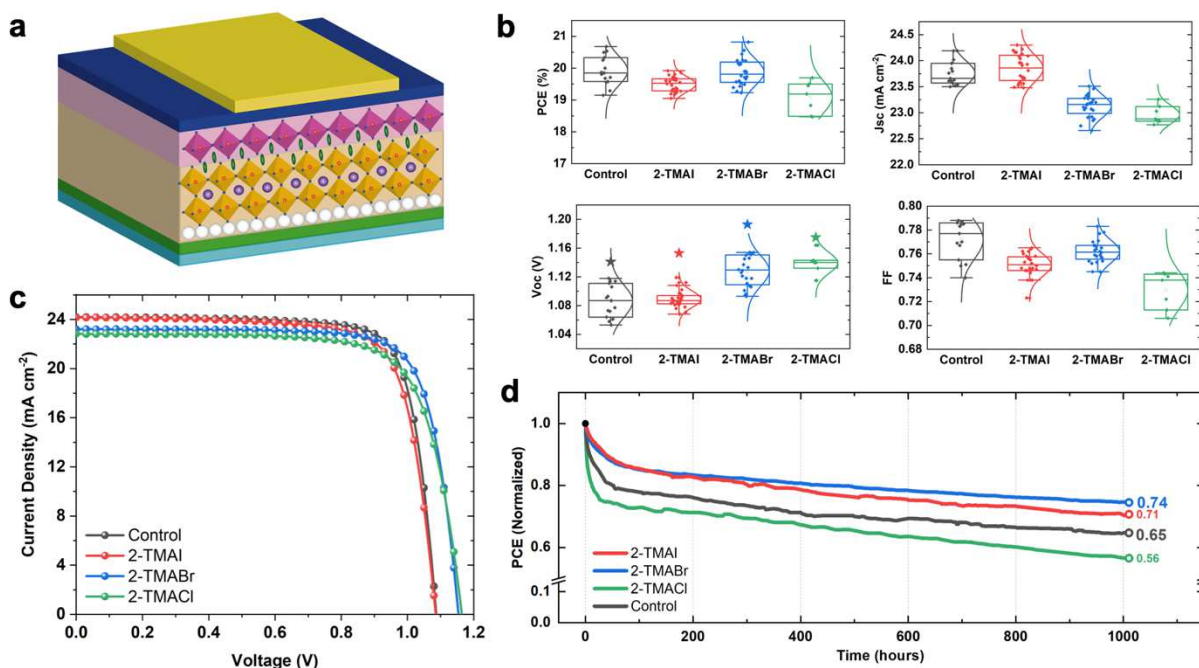 a
b
21
20
19
18
17
PCE
(%)
Control
2-TMAI
2-TMABr
2-TMACl
24.5
24.0
23.5
23.0
22.5
22.0
Jsc (mA cm⁻²)
Control
2-TMAI
2-TMABr
2-TMACl
1.20
1.16
1.12
1.08
1.04
Voc (V)
Control
2-TMAI
2-TMABr
2-TMACl
0.80
0.76
0.72
0.68
FF
Control
2-TMAI
2-TMABr
2-TMACl
c
24
20
16
12
8
4
0
Current Density (mA cm⁻²)
Control
2-TMAI
2-TMABr
2-TMACl
0.0
0.2
0.4
0.6
0.8
1.0
1.2
Voltage (V)
d
1.0
0.8
0.6
0.1
0.0
PCE (Normalized)
0.74
0.71
0.65
0.56
2-TMAI
2-TMABr
2-TMACl
Control
0
200
400
600
800
1000
Time (hours)